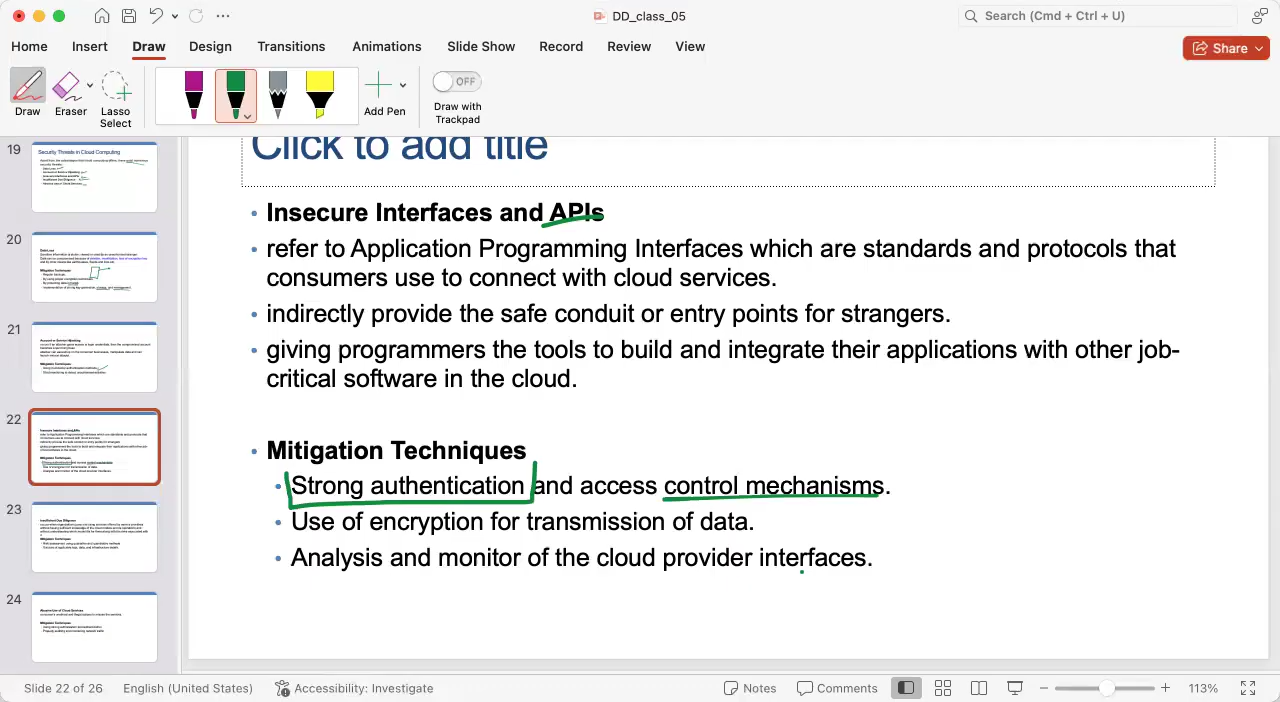 DD_class_05
Search (Cmd + Ctrl + U)
Home Insert Draw Design Transitions Animations Slide Show Record Review View
Share
OFF
Draw Eraser Lasso Select Add Pen Draw with Trackpad
19
Security Threats in Cloud Computing
20
21
22
23
24
Click to add title
• Insecure Interfaces and APIs
• refer to Application Programming Interfaces which are standards and protocols that
consumers use to connect with cloud services.
• indirectly provide the safe conduit or entry points for strangers.
• giving programmers the tools to build and integrate their applications with other job-
critical software in the cloud.
• Mitigation Techniques
• Strong authentication and access control mechanisms.
• Use of encryption for transmission of data.
• Analysis and monitor of the cloud provider interfaces.
Slide 22 of 26 English (United States) Accessibility: Investigate Notes Comments 113%